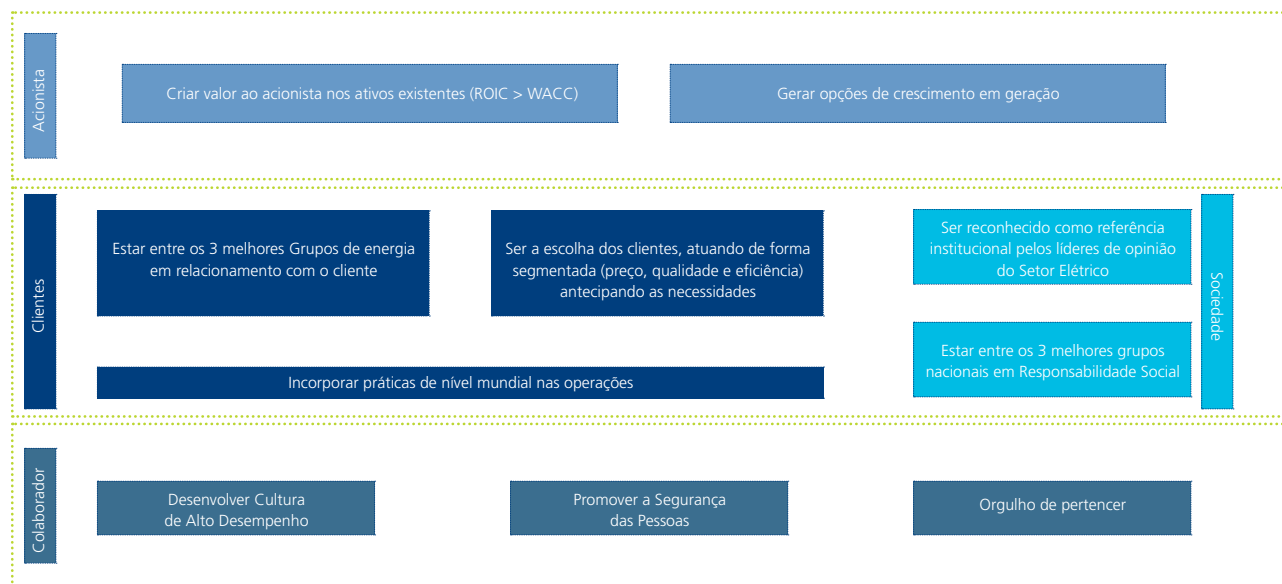 Acionista
Criar valor ao acionista nos ativos existentes (ROIC > WACC)
Gerar opções de crescimento em geração
Clientes
Estar entre os 3 melhores Grupos de energia
em relacionamento com o cliente
Ser a escolha dos clientes, atuando de forma
segmentada (preço, qualidade e eficiência)
antecipando as necessidades
Incorporar práticas de nível mundial nas operações
Ser reconhecido como referência
institucional pelos líderes de opinião
do Setor Elétrico
Estar entre os 3 melhores grupos
nacionais em Responsabilidade Social
Sociedade
Colaborador
Desenvolver Cultura
de Alto Desempenho
Promover a Segurança
das Pessoas
Orgulho de pertencer